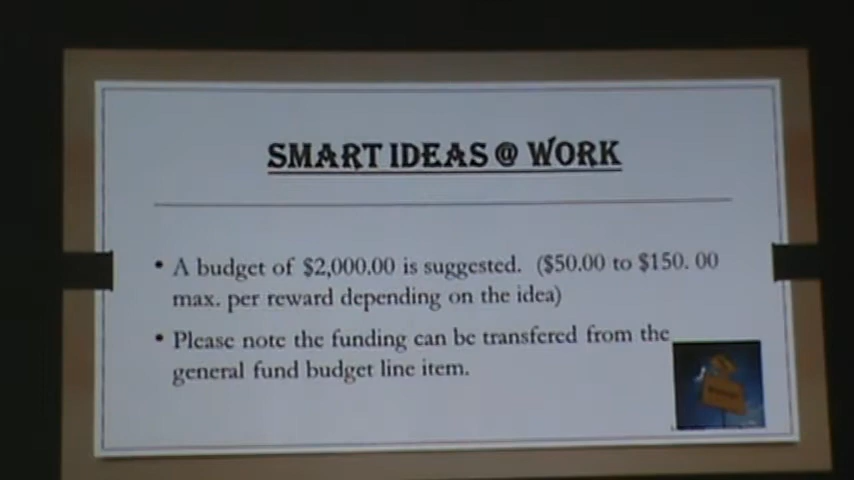 SMART IDEAS @ WORK
• A budget of $2,000.00 is suggested. ($50.00 to $150. 00
max. per reward depending on the idea)
• Please note the funding can be transfered from the
general fund budget line item.